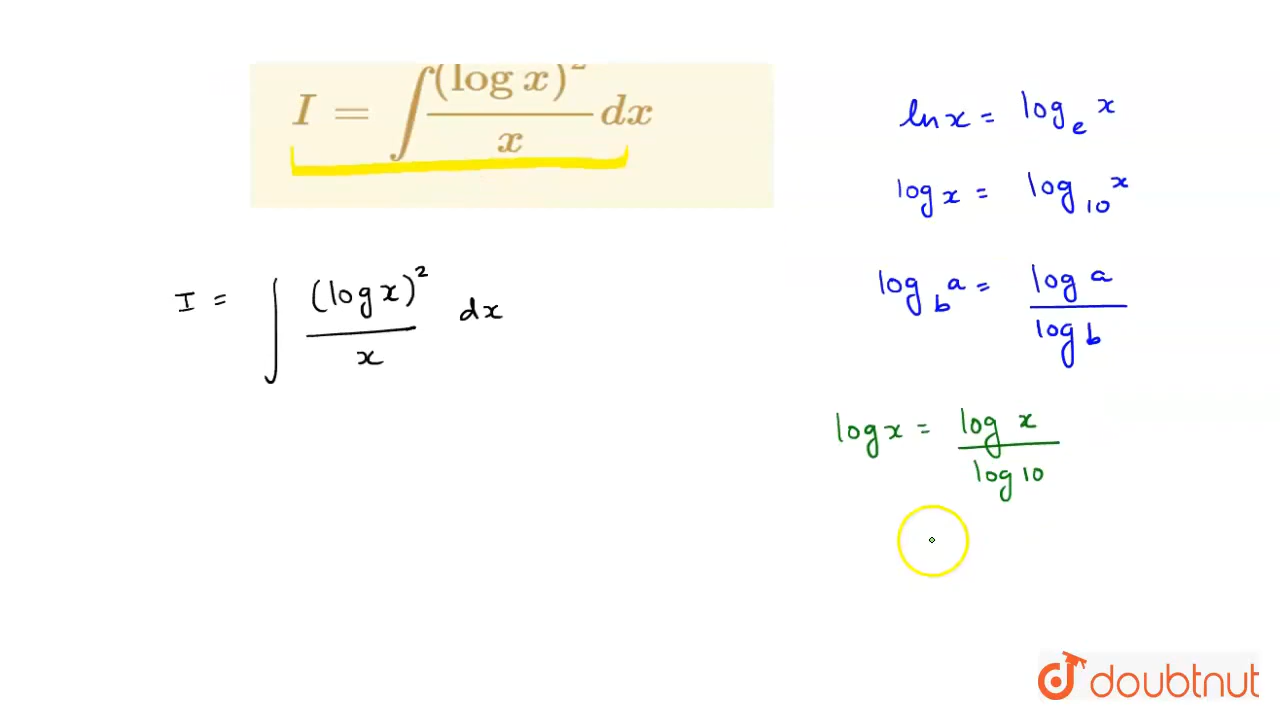 I = ∫ (log x)² / x dx
ln x = log_e x
log x = log_10 x
log_b a = log a / log b
I = ∫ (log x)² / x dx
log x = log x / log 10
doubtnut